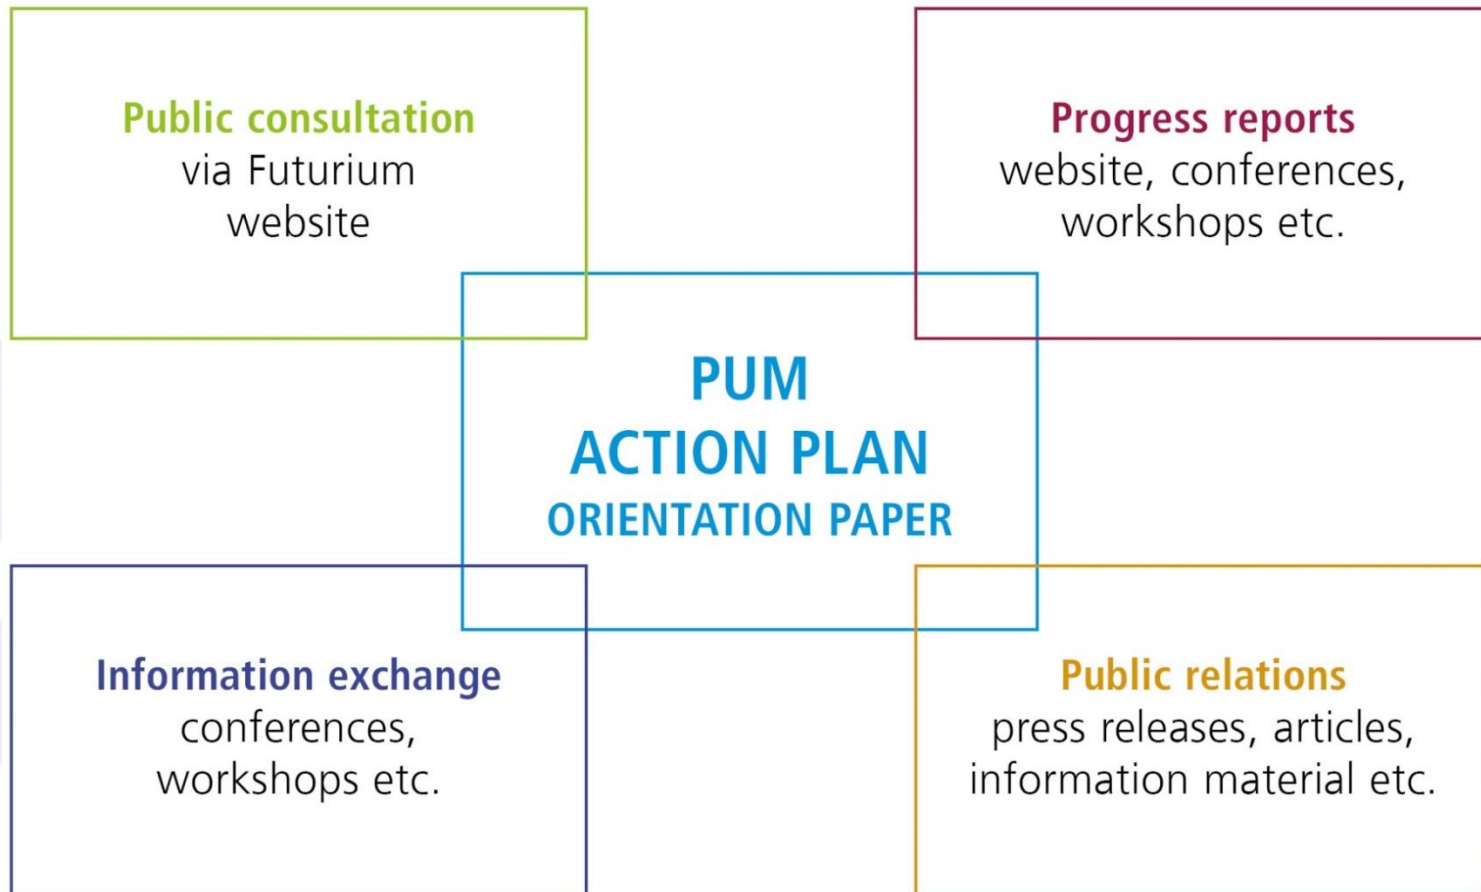 Public consultation
via Futurium
website
Progress reports
website, conferences,
workshops etc.
PUM
ACTION PLAN
ORIENTATION PAPER
Information exchange
conferences,
workshops etc.
Public relations
press releases, articles,
information material etc.